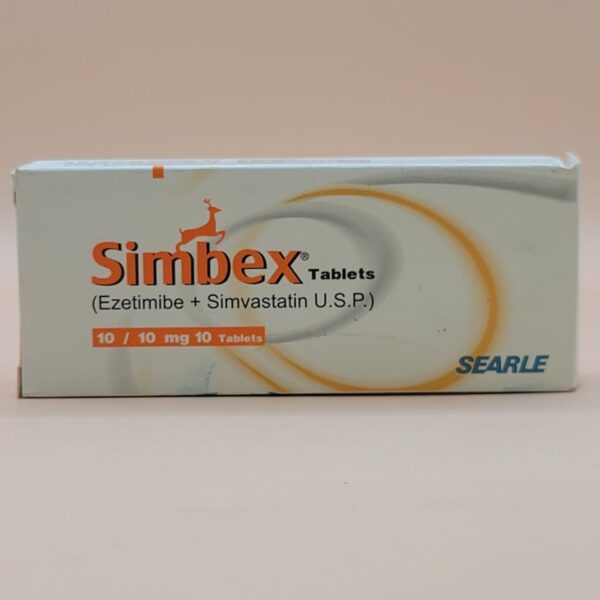 Simbex® Tablets
(Ezetimibe + Simvastatin U.S.P.)
10 / 10 mg 10 Tablets
SEARLE